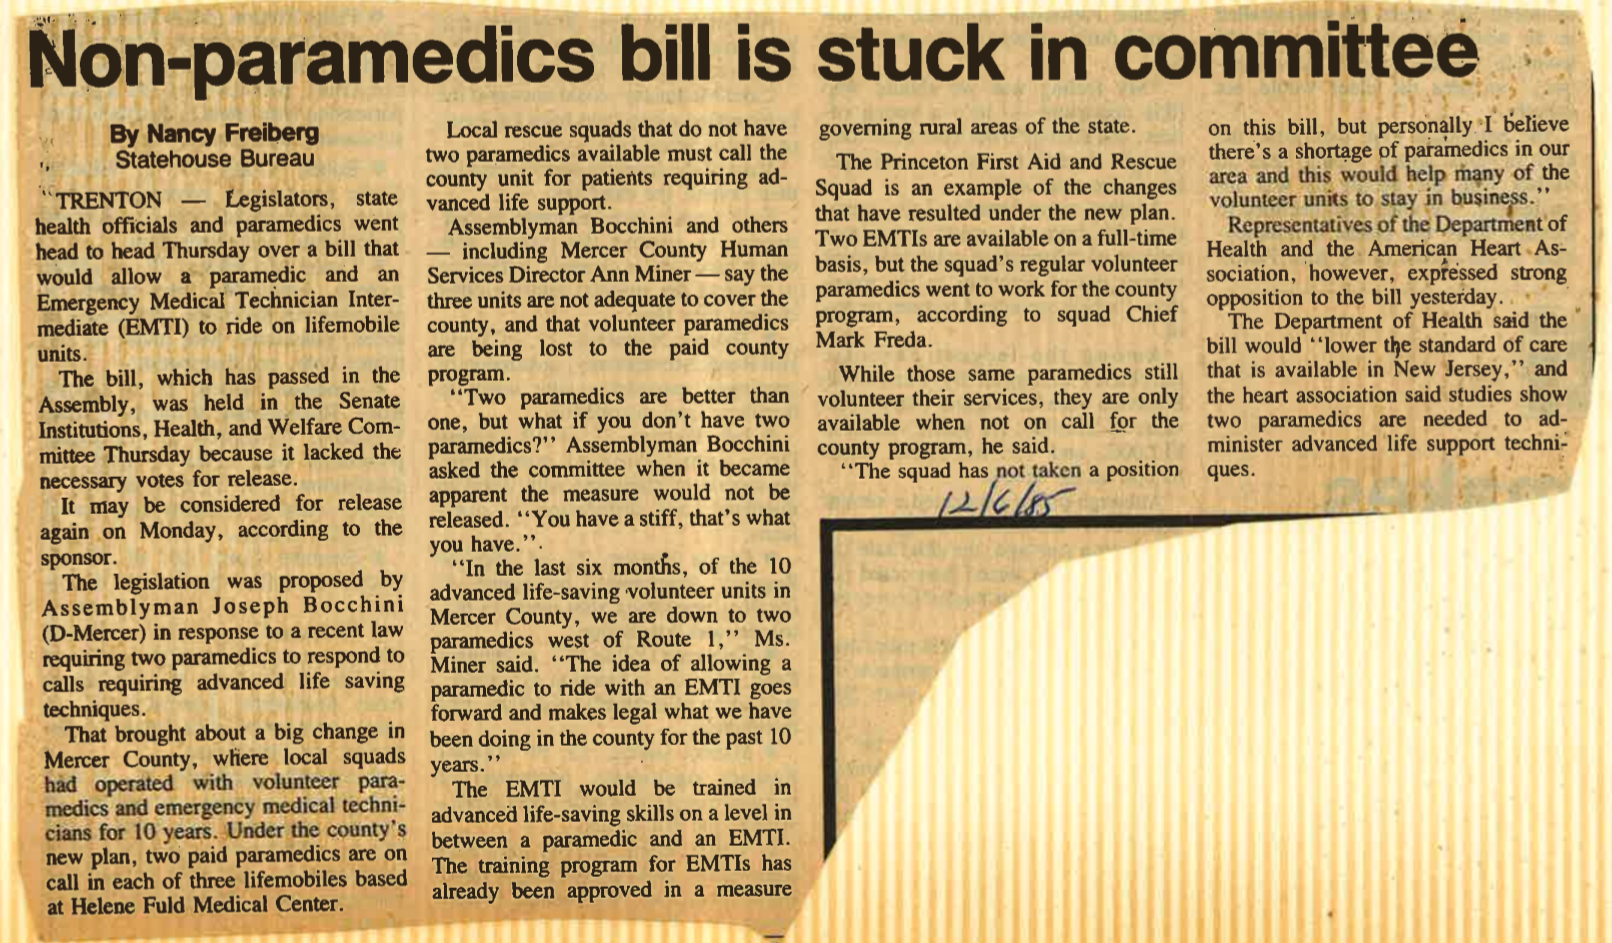 Non-paramedics bill is stuck in committee
By Nancy Freiberg
Statehouse Bureau
TRENTON — Legislators, state
health officials and paramedics went
head to head Thursday over a bill that
would allow a paramedic and an
Emergency Medical Technician Inter-
mediate (EMTI) to ride on lifemobile
units.
The bill, which has passed in the
Assembly, was held in the Senate
Institutions, Health, and Welfare Com-
mittee Thursday because it lacked the
necessary votes for release.
It may be considered for release
again on Monday, according to the
sponsor.
The legislation was proposed by
Assemblyman Joseph Bocchini
(D-Mercer) in response to a recent law
requiring two paramedics to respond to
calls requiring advanced life saving
techniques.
That brought about a big change in
Mercer County, where local squads
had operated with volunteer para-
medics and emergency medical techni-
cians for 10 years. Under the county's
new plan, two paid paramedics are on
call in each of three lifemobiles based
at Helene Fuld Medical Center.
Local rescue squads that do not have
two paramedics available must call the
county unit for patients requiring ad-
vanced life support.
Assemblyman Bocchini and others
— including Mercer County Human
Services Director Ann Miner — say the
three units are not adequate to cover the
county, and that volunteer paramedics
are being lost to the paid county
program.
''Two paramedics are better than
one, but what if you don't have two
paramedics?'' Assemblyman Bocchini
asked the committee when it became
apparent the measure would not be
released. ''You have a stiff, that's what
you have.''
''In the last six months, of the 10
advanced life-saving volunteer units in
Mercer County, we are down to two
paramedics west of Route 1,'' Ms.
Miner said. ''The idea of allowing a
paramedic to ride with an EMTI goes
forward and makes legal what we have
been doing in the county for the past 10
years.''
The EMTI would be trained in
advanced life-saving skills on a level in
between a paramedic and an EMTI.
The training program for EMTIs has
already been approved in a measure
governing rural areas of the state.
The Princeton First Aid and Rescue
Squad is an example of the changes
that have resulted under the new plan.
Two EMTIs are available on a full-time
basis, but the squad's regular volunteer
paramedics went to work for the county
program, according to squad Chief
Mark Freda.
While those same paramedics still
volunteer their services, they are only
available when not on call for the
county program, he said.
''The squad has not taken a position
on this bill, but personally I believe
there's a shortage of paramedics in our
area and this would help many of the
volunteer units to stay in business.''
Representatives of the Department of
Health and the American Heart As-
sociation, however, expressed strong
opposition to the bill yesterday.
The Department of Health said the
bill would ''lower the standard of care
that is available in New Jersey,'' and
the heart association said studies show
two paramedics are needed to ad-
minister advanced life support techni-
ques.
12/6/85